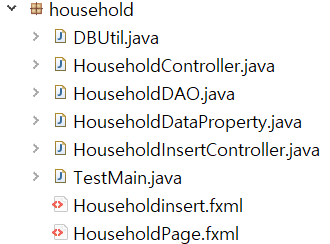 household
DBUtil.java
HouseholdController.java
HouseholdDAO.java
HouseholdDataProperty.java
HouseholdInsertController.java
TestMain.java
Householdinsert.fxml
HouseholdPage.fxml